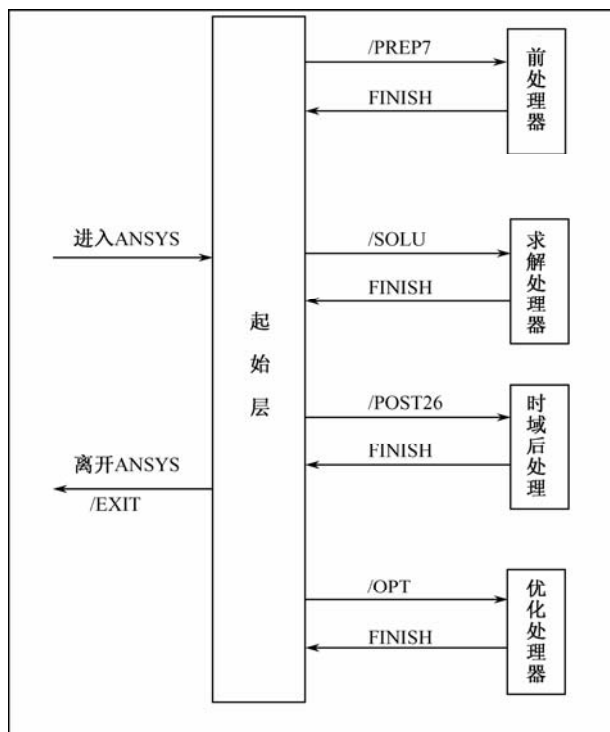 /PREP7
FINISH
前处理器
进入ANSYS
/SOLU
FINISH
求解处理器
起始层
/POST26
FINISH
时域后处理
离开ANSYS
/EXIT
/OPT
FINISH
优化处理器